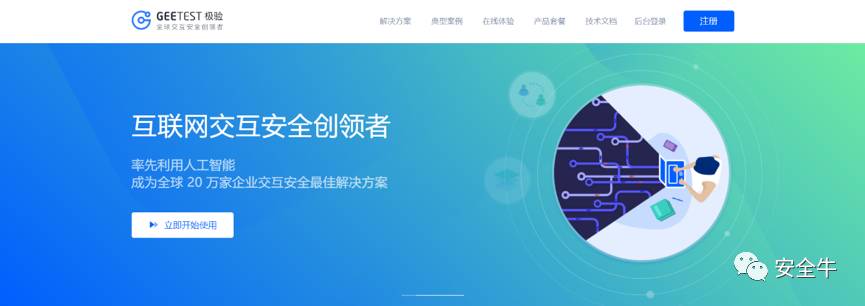 GEETEST 极验
全球交互安全创领者
解决方案 典型案例 在线体验 产品套餐 技术文档 后台登录 注册
互联网交互安全创领者
率先利用人工智能
成为全球 20 万家企业交互安全最佳解决方案
立即开始使用
安全牛